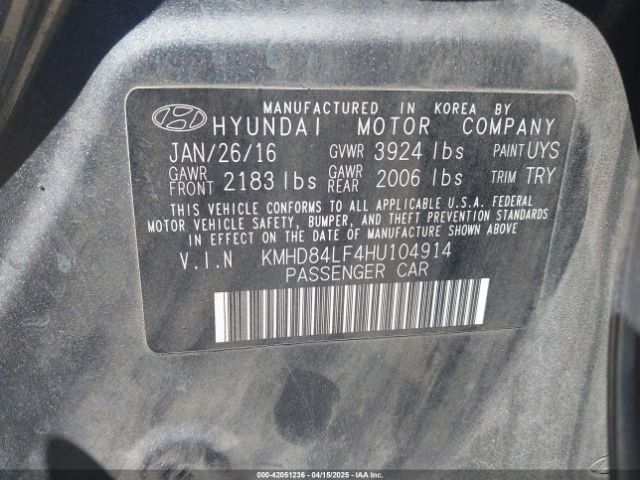 MANUFACTURED IN KOREA BY
HYUNDAI MOTOR COMPANY
JAN/26/16 GVWR 3924 lbs PAINT UYS
GAWR FRONT 2183 lbs GAWR REAR 2006 lbs TRIM TRY
THIS VEHICLE CONFORMS TO ALL APPLICABLE U.S.A. FEDERAL
MOTOR VEHICLE SAFETY, BUMPER, AND THEFT PREVENTION STANDARDS
IN EFFECT ON THE DATE OF MANUFACTURE SHOWN ABOVE
V.I.N KMHD84LF4HU104914
PASSENGER CAR
00-42051236 - 04/15/2025 - Copyright IAA, Inc.